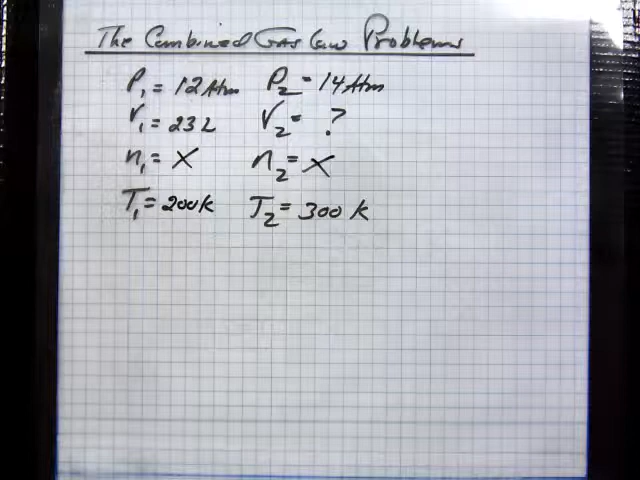 The Combined Gas Law Problems
P₁ = 12 Atm P₂ = 14 Atm
V₁ = 23 L V₂ = ?
n₁ = X n₂ = X
T₁ = 200 k T₂ = 300 k